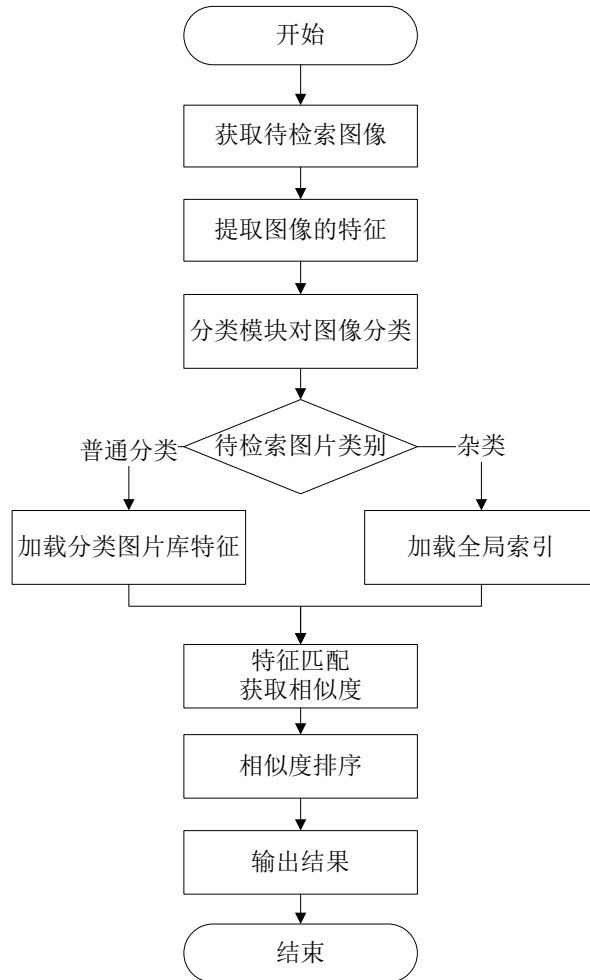 开始
获取待检索图像
提取图像的特征
分类模块对图像分类
待检索图片类别
普通分类
杂类
加载分类图片库特征
加载全局索引
特征匹配
获取相似度
相似度排序
输出结果
结束